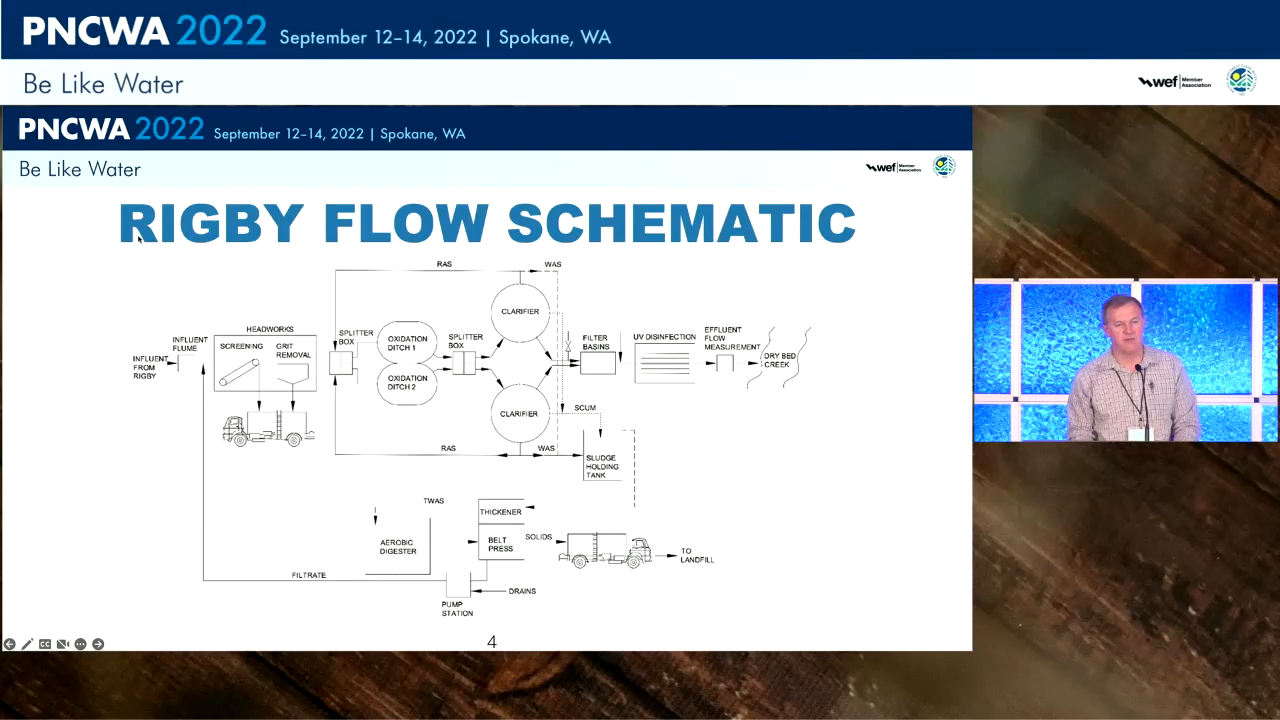 PNCWA 2022 September 12–14, 2022 | Spokane, WA
Be Like Water
wef Member Association
PNCWA 2022 September 12–14, 2022 | Spokane, WA
Be Like Water
wef Member Association
RIGBY FLOW SCHEMATIC
RAS
WAS
CLARIFIER
HEADWORKS
INFLUENT
FLUME
SCREENING
GRIT
REMOVAL
INFLUENT
FROM
RIGBY
SPLITTER
BOX
OXIDATION
DITCH 1
OXIDATION
DITCH 2
SPLITTER
BOX
FILTER
BASINS
UV DISINFECTION
EFFLUENT
FLOW
MEASUREMENT
DRY BED
CREEK
CLARIFIER
SCUM
RAS
WAS
SLUDGE
HOLDING
TANK
TWAS
THICKENER
AEROBIC
DIGESTER
BELT
PRESS
SOLIDS
TO
LANDFILL
FILTRATE
DRAINS
PUMP
STATION
CC
4